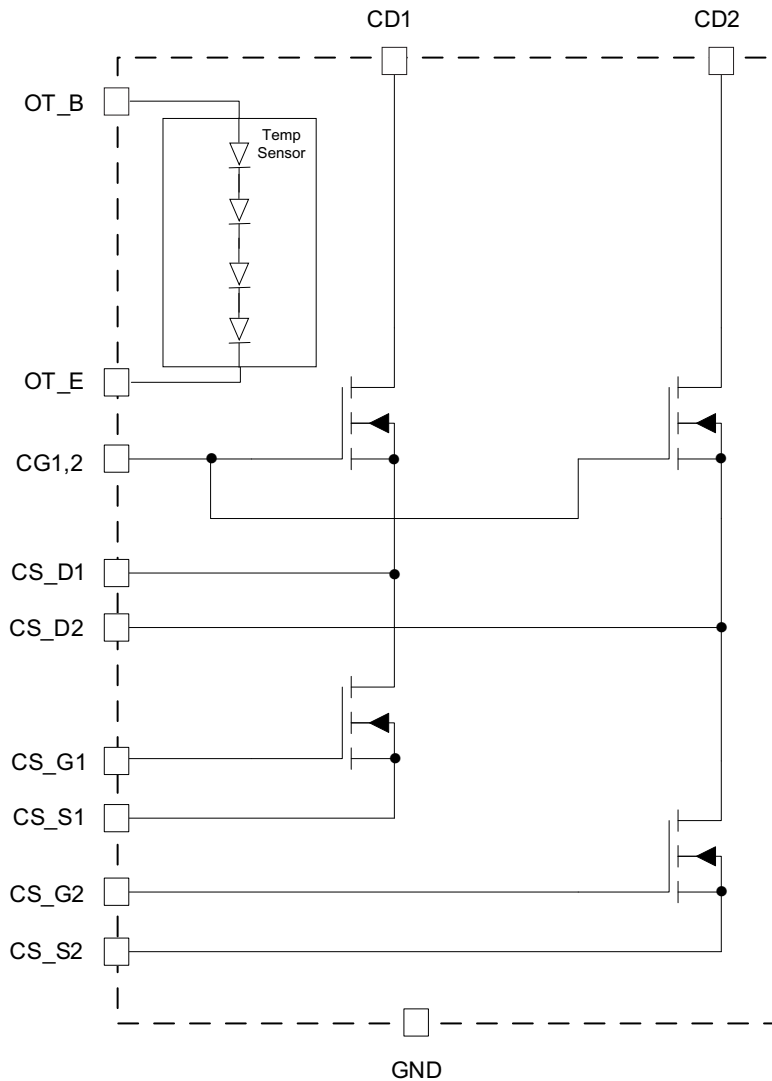 CD1
CD2
OT_B
Temp
Sensor
OT_E
CG1,2
CS_D1
CS_D2
CS_G1
CS_S1
CS_G2
CS_S2
GND